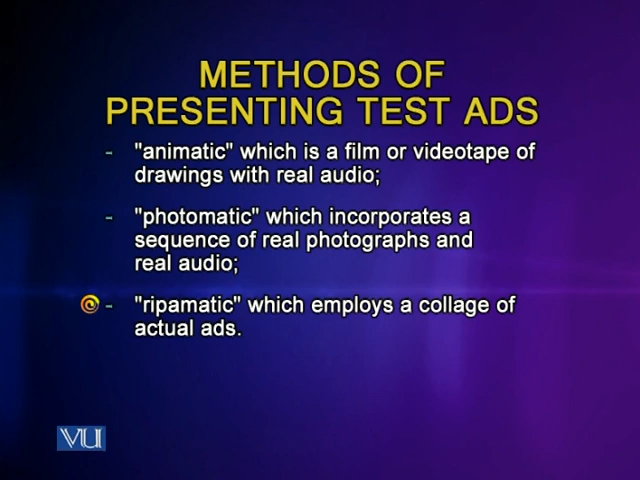 METHODS OF
PRESENTING TEST ADS
- "animatic" which is a film or videotape of
drawings with real audio;
- "photomatic" which incorporates a
sequence of real photographs and
real audio;
- "ripamatic" which employs a collage of
actual ads.
VU